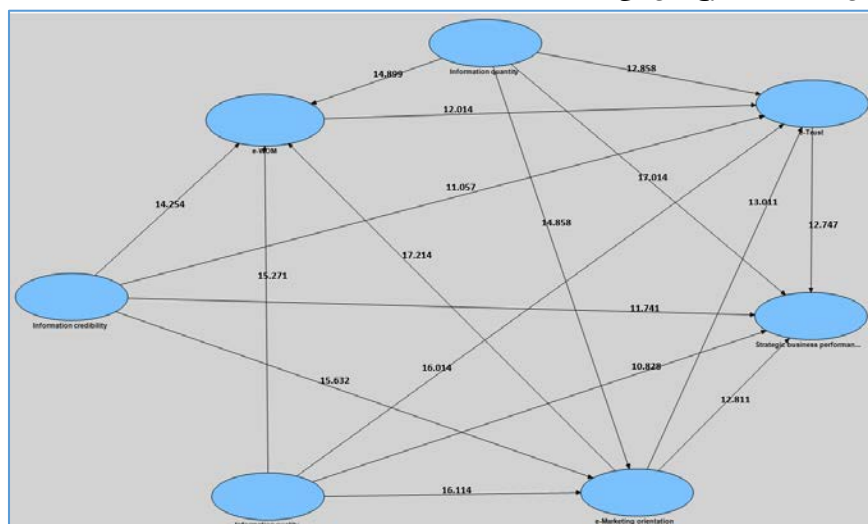 Information quantity
14.899
12.858
12.014
e-WOM
e-Trust
17.014
11.057
14.254
14.858
13.011
12.747
17.214
15.271
11.741
Information credibility
Strategic business performan...
16.014
10.828
15.632
12.811
16.114
Information
e-Marketing orientation